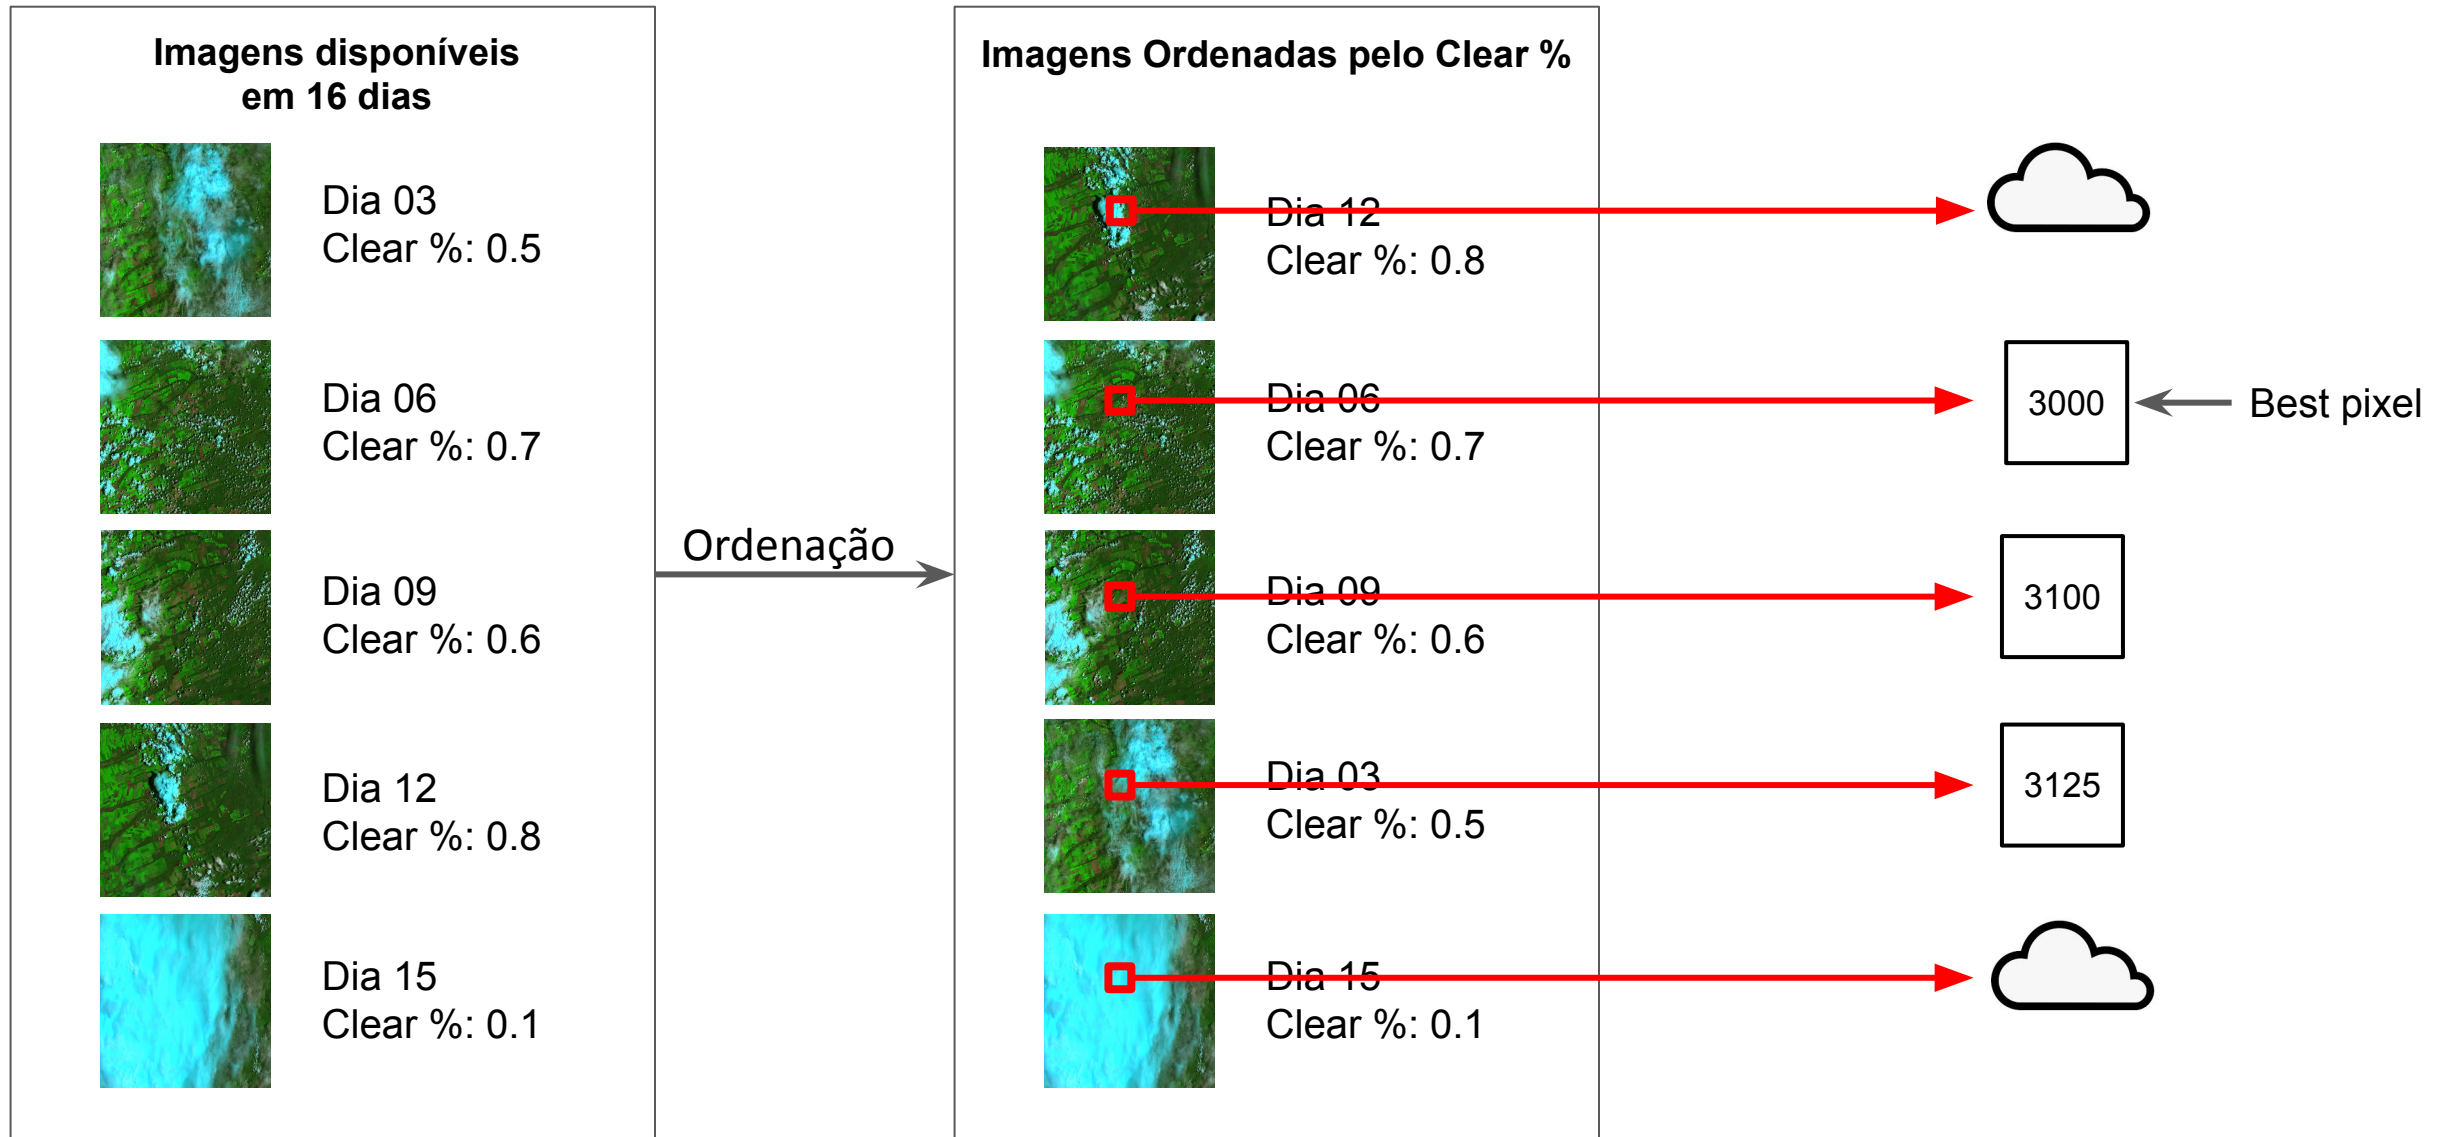 Imagens disponíveis
em 16 dias
Dia 03
Clear %: 0.5
Dia 06
Clear %: 0.7
Dia 09
Clear %: 0.6
Dia 12
Clear %: 0.8
Dia 15
Clear %: 0.1
Ordenação
Imagens Ordenadas pelo Clear %
Dia 12
Clear %: 0.8
Dia 06
Clear %: 0.7
3000
Best pixel
Dia 09
Clear %: 0.6
3100
Dia 03
Clear %: 0.5
3125
Dia 15
Clear %: 0.1